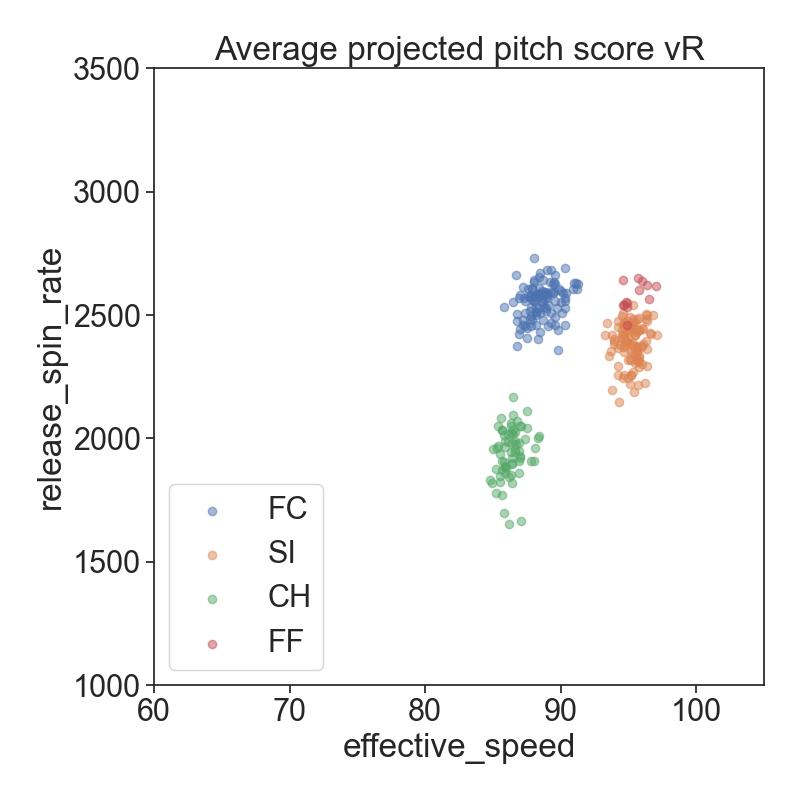 Average projected pitch score vR
3500
3000
2500
2000
1500
1000
release_spin_rate
FC
SI
CH
FF
60 70 80 90 100
effective_speed